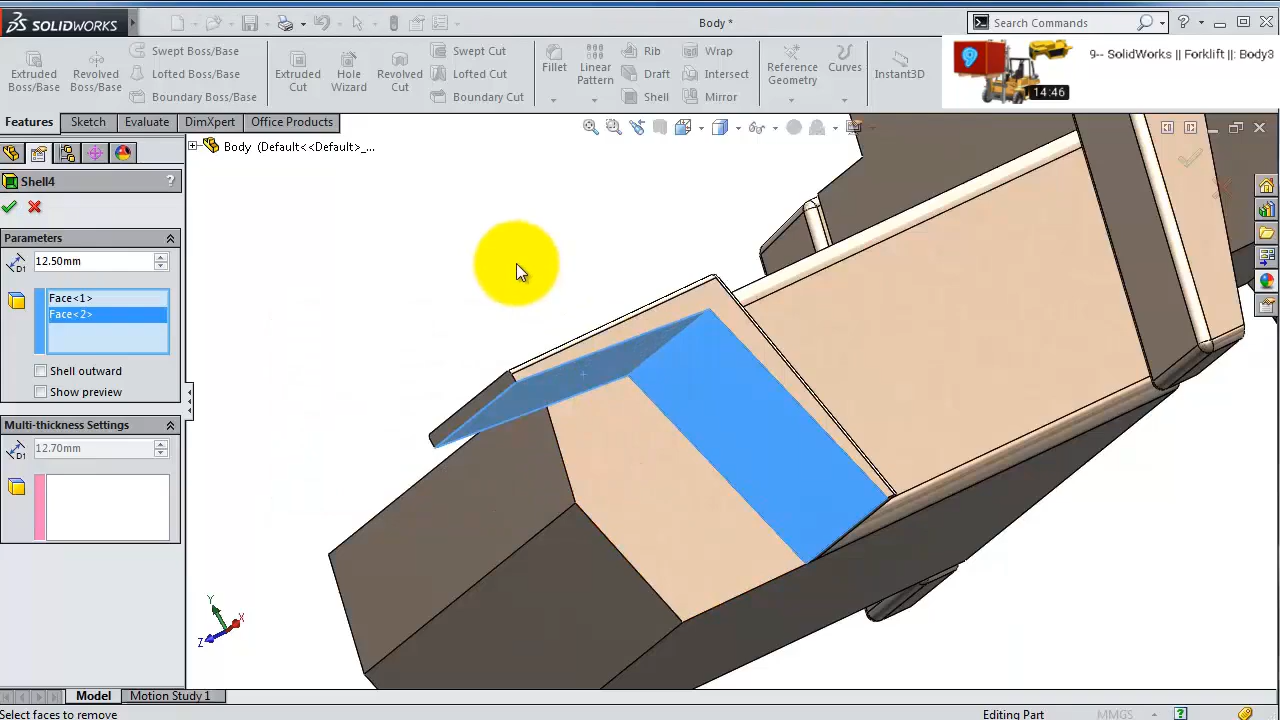 SOLIDWORKS
Body *
Search Commands
Extruded Boss/Base
Revolved Boss/Base
Swept Boss/Base
Lofted Boss/Base
Boundary Boss/Base
Extruded Cut
Hole Wizard
Revolved Cut
Swept Cut
Lofted Cut
Boundary Cut
Fillet
Linear Pattern
Rib
Draft
Shell
Wrap
Intersect
Mirror
Reference Geometry
Curves
Instant3D
9
14:46
9-- SolidWorks || Forklift ||: Body3
Features
Sketch
Evaluate
DimXpert
Office Products
Body (Default<<Default>_...
Shell4
?
Parameters
D1
12.50mm
Face<1>
Face<2>
Shell outward
Show preview
Multi-thickness Settings
D1
12.70mm
Y
X
Z
Model
Motion Study 1
Select faces to remove
Editing Part
MMGS